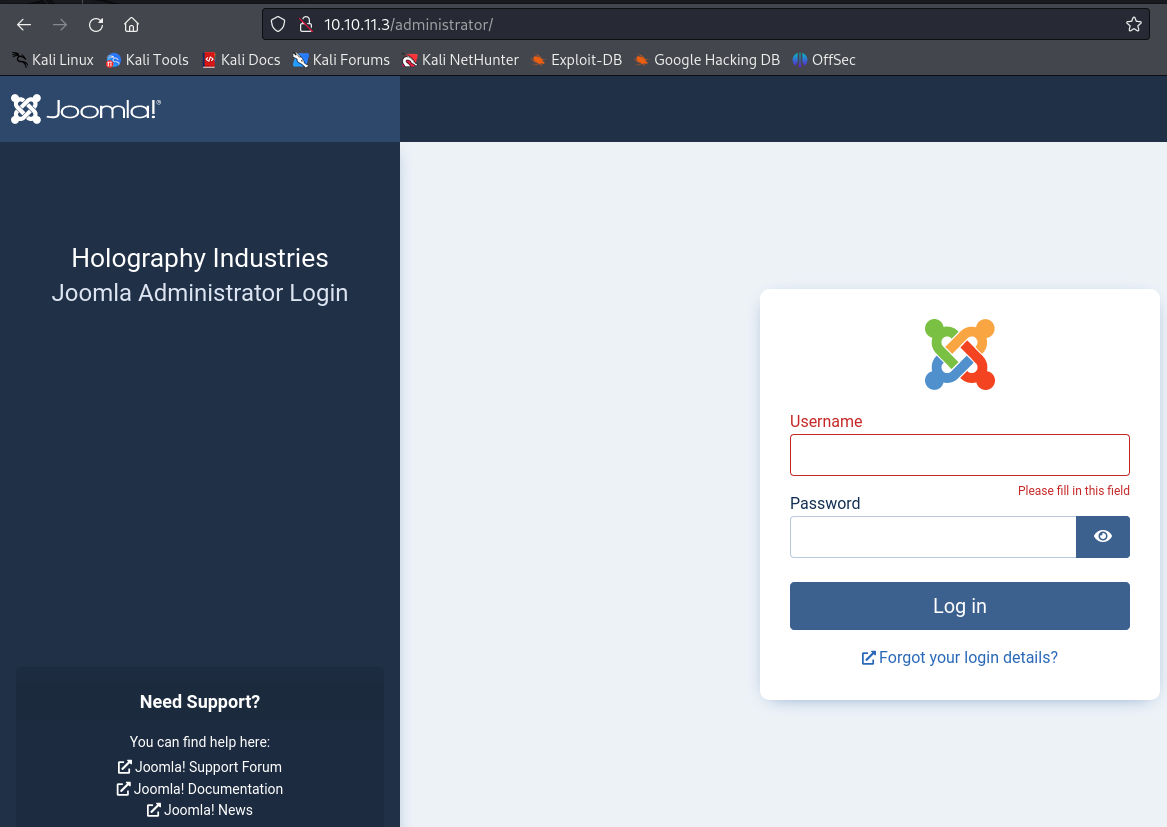 10.10.11.3/administrator/
Kali Linux Kali Tools Kali Docs Kali Forums Kali NetHunter Exploit-DB Google Hacking DB OffSec
Joomla!®
Holography Industries
Joomla Administrator Login
Username
Please fill in this field
Password
Log in
Forgot your login details?
Need Support?
You can find help here:
Joomla! Support Forum
Joomla! Documentation
Joomla! News